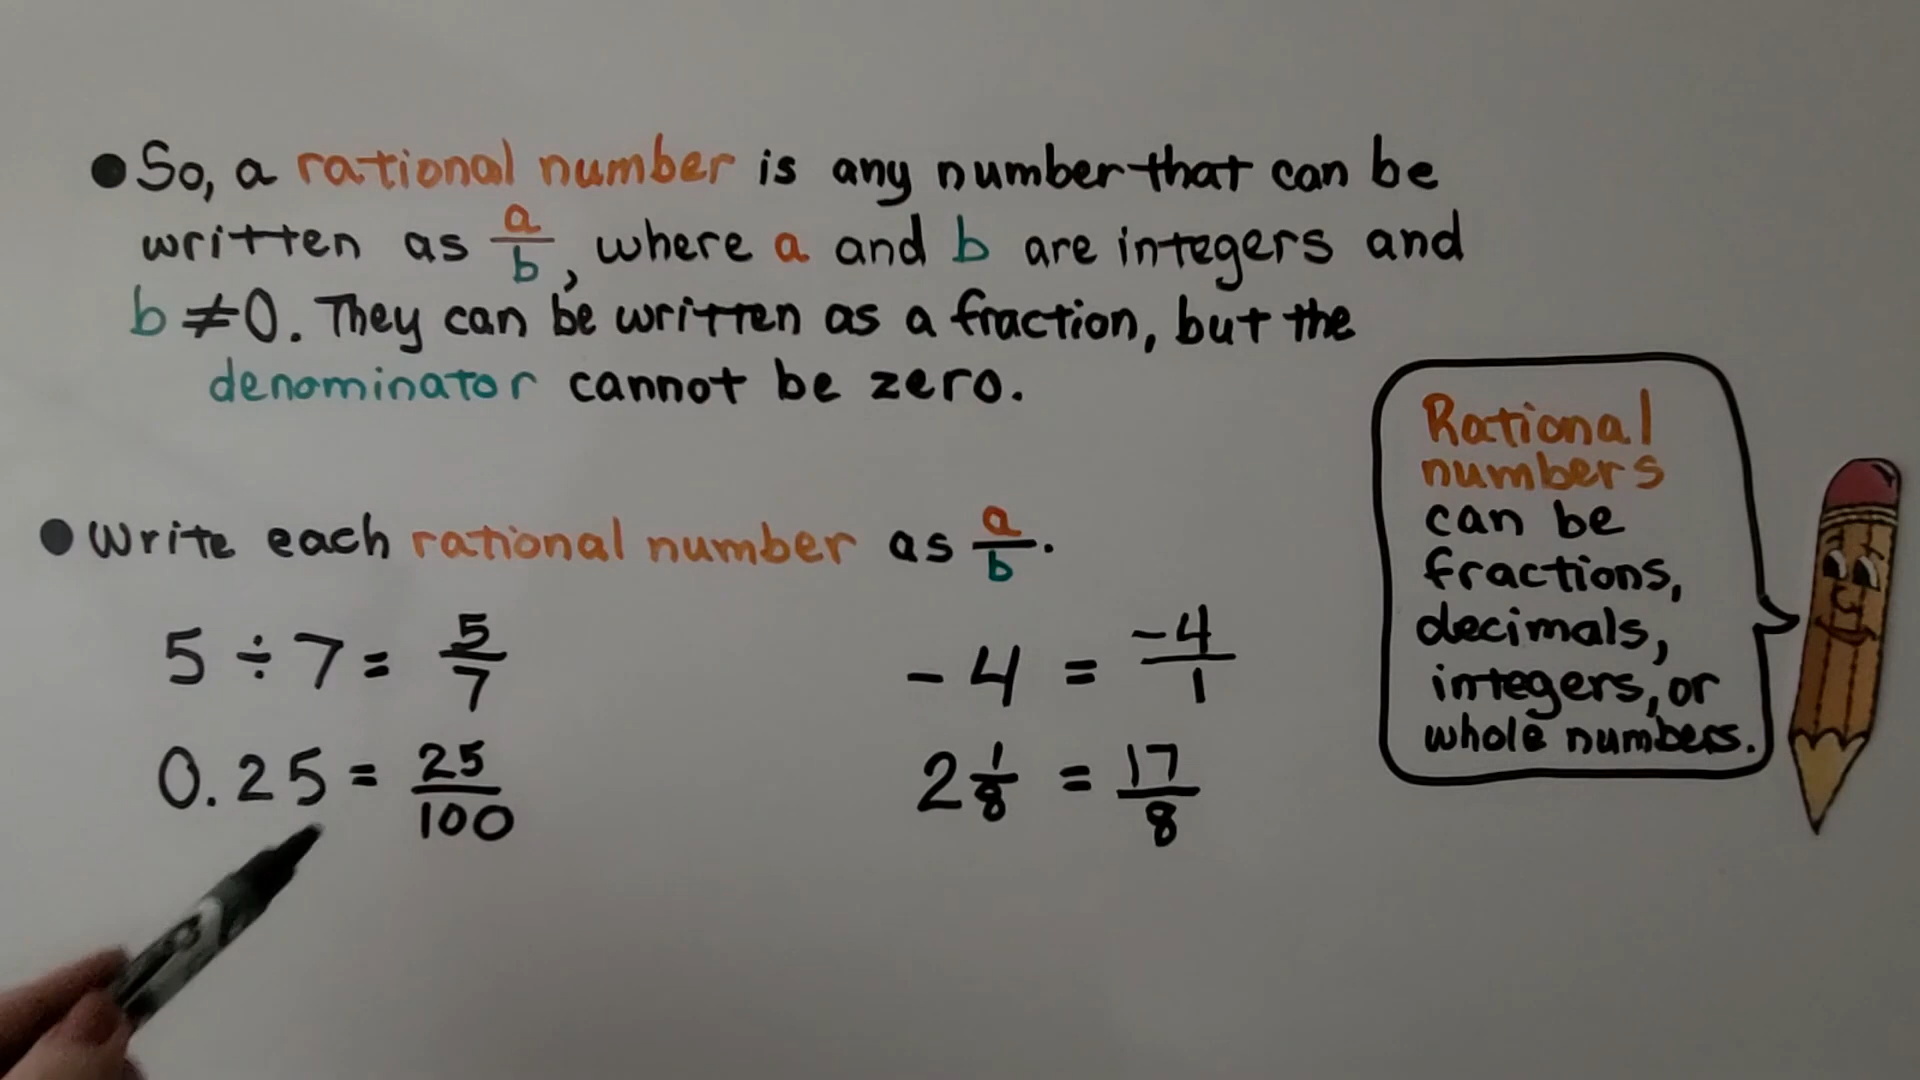 ● So, a rational number is any number that can be
written as a/b, where a and b are integers and
b ≠ 0. They can be written as a fraction, but the
denominator cannot be zero.
● Write each rational number as a/b.
5 ÷ 7 = 5/7
0.25 = 25/100
-4 = -4/1
2 1/8 = 17/8
Rational
numbers
can be
fractions,
decimals,
integers, or
whole numbers.